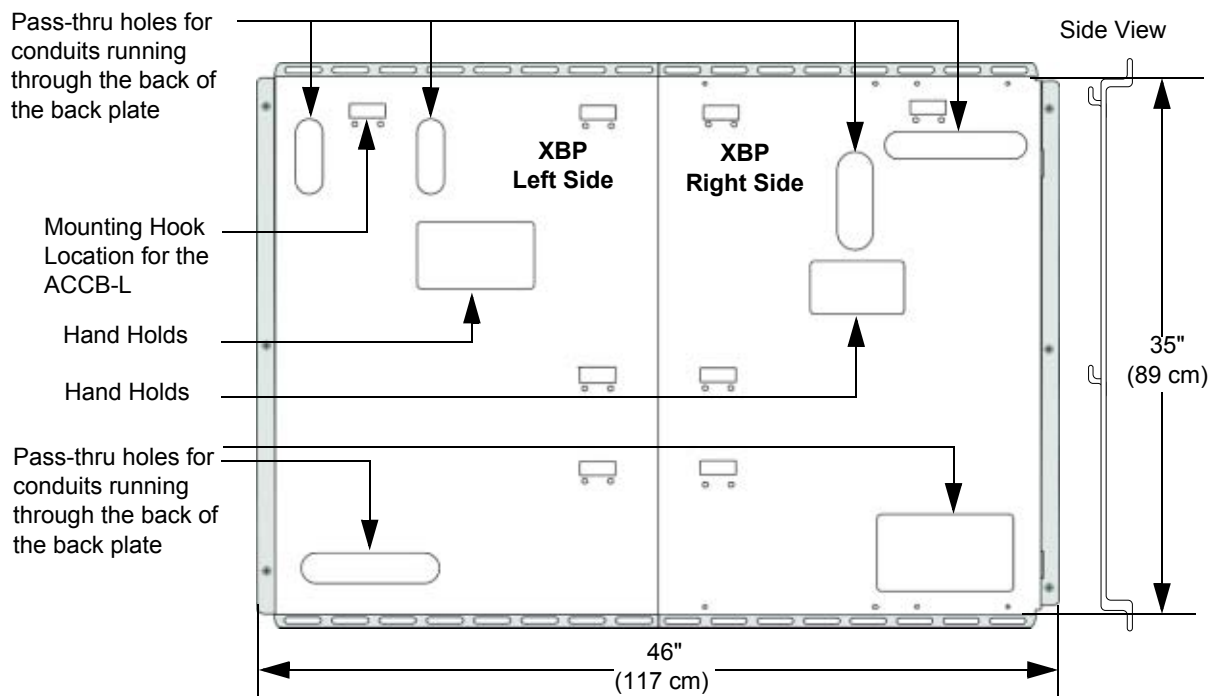 Pass-thru holes for
conduits running
through the back of
the back plate
Side View
XBP
Left Side
XBP
Right Side
Mounting Hook
Location for the
ACCB-L
Hand Holds
35"
(89 cm)
Hand Holds
Pass-thru holes for
conduits running
through the back of
the back plate
46"
(117 cm)